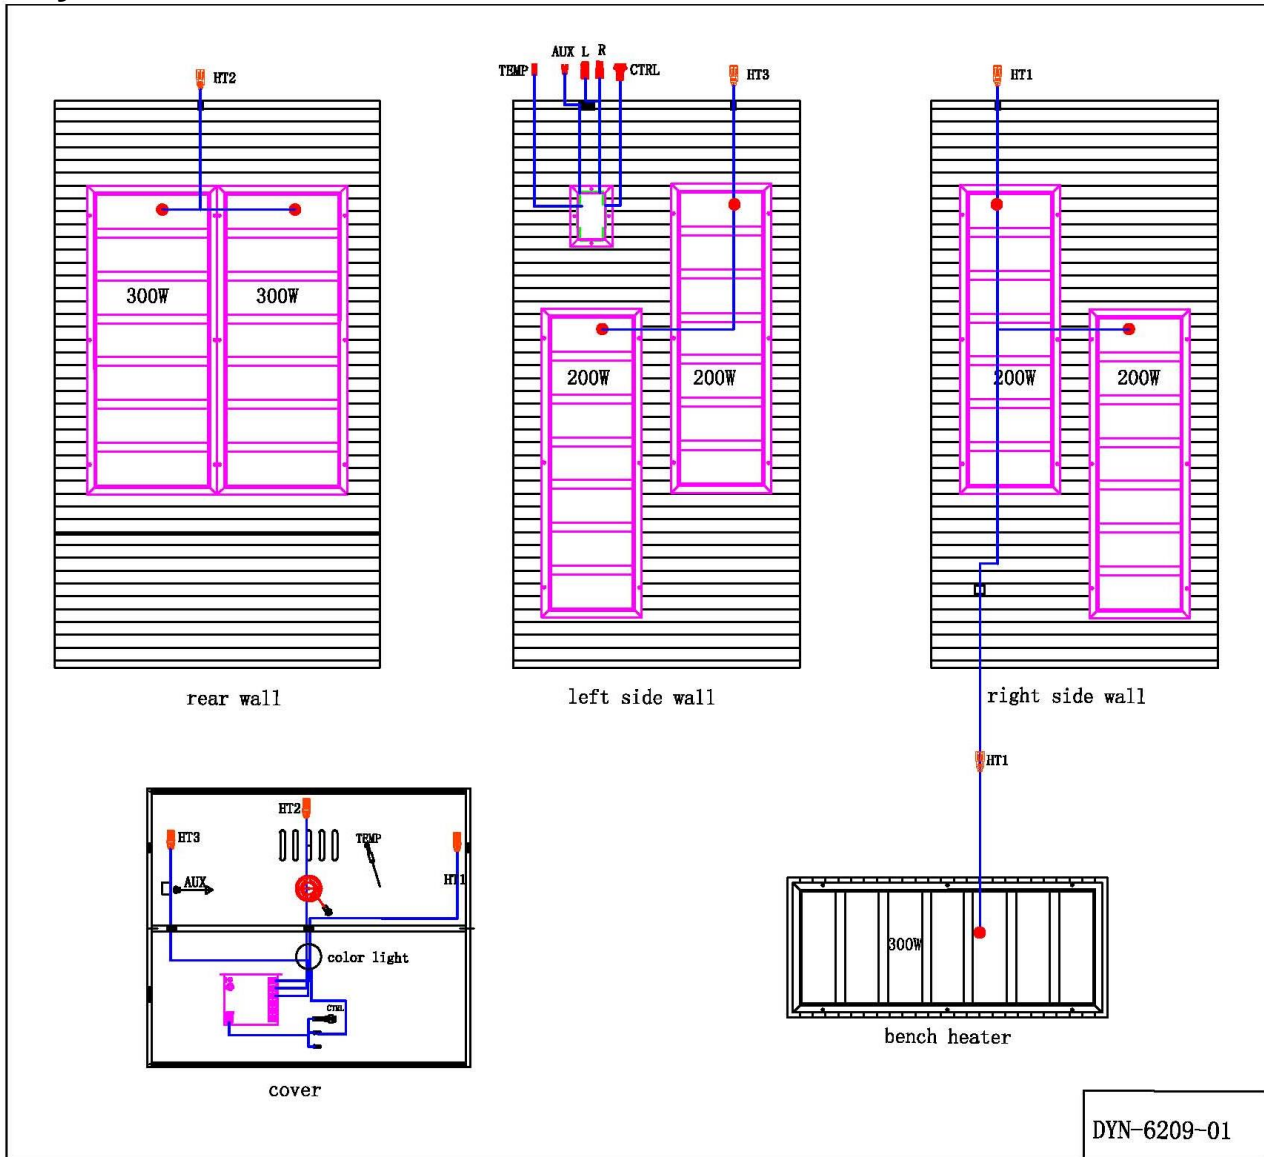 HT2
TEMP AUX L R CTRL
HT3
HT1
300W 300W
200W 200W
200W 200W
rear wall
left side wall
right side wall
HT1
HT3
HT2
TEMP
HT1
AUX
color light
CTRL
cover
300W
bench heater
DYN-6209-01